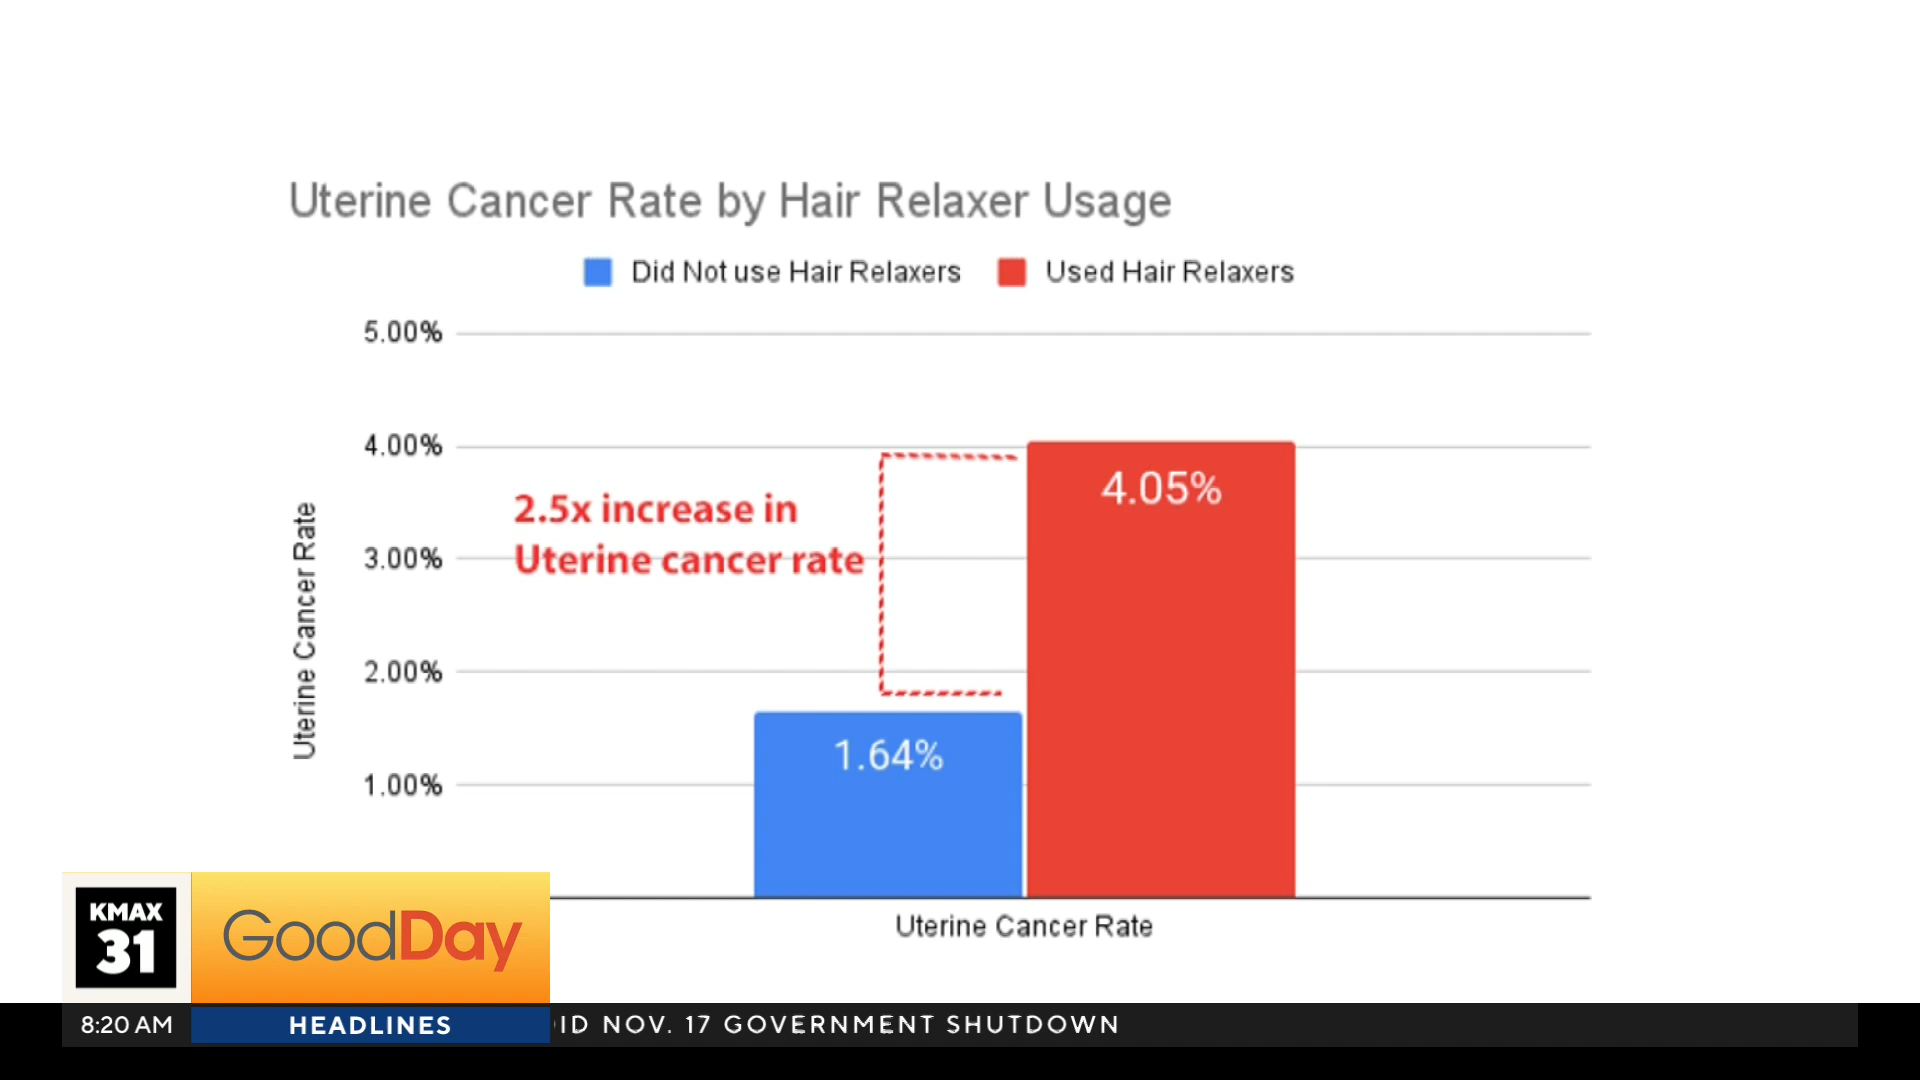 Uterine Cancer Rate by Hair Relaxer Usage
Did Not use Hair Relaxers
Used Hair Relaxers
5.00%
4.00%
3.00%
2.00%
1.00%
Uterine Cancer Rate
2.5x increase in
Uterine cancer rate
4.05%
1.64%
Uterine Cancer Rate
KMAX
31
GoodDay
8:20 AM
HEADLINES
ID NOV. 17 GOVERNMENT SHUTDOWN